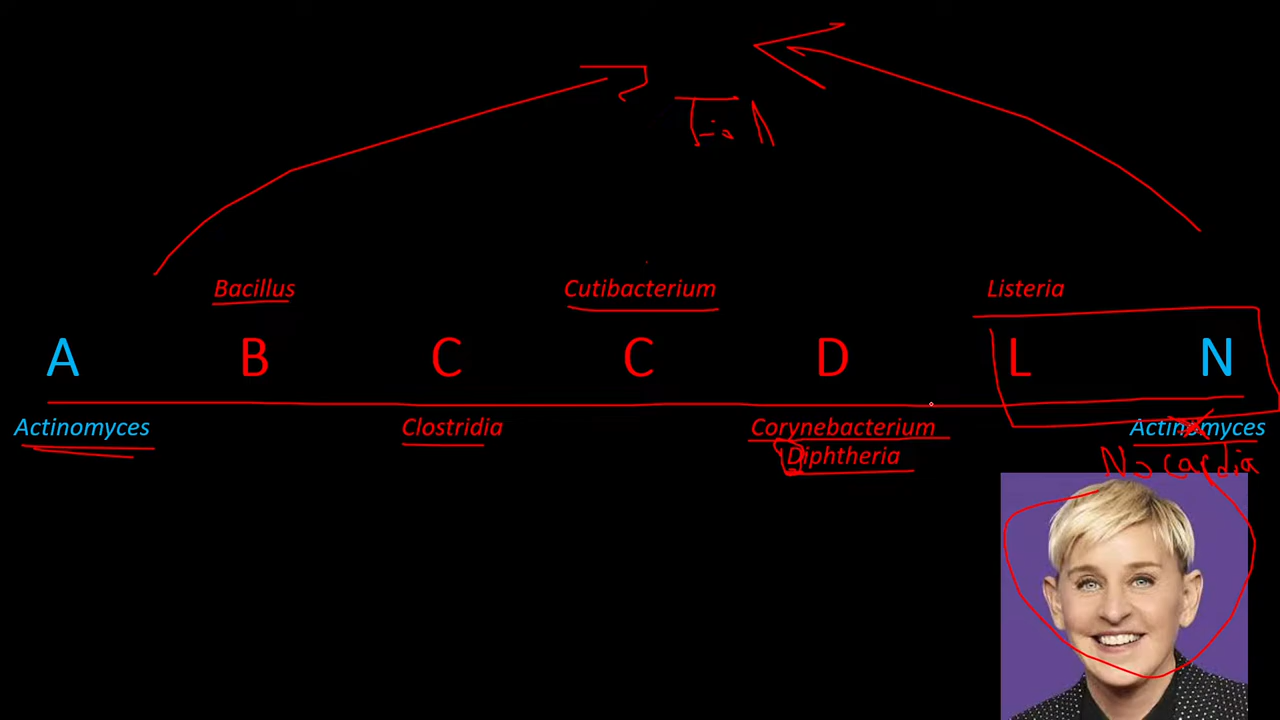 Bacillus Cutibacterium Listeria
A B C C D L N
Actinomyces Clostridia Corynebacterium Actinomyces
Diphtheria Nocardia